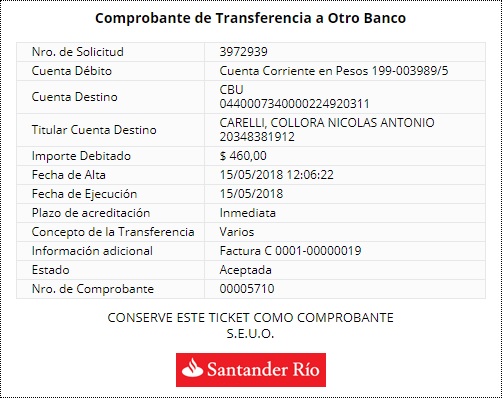 Comprobante de Transferencia a Otro Banco
Nro. de Solicitud 3972939
Cuenta Débito Cuenta Corriente en Pesos 199-003989/5
Cuenta Destino CBU
0440007340000224920311
Titular Cuenta Destino CARELLI, COLLORA NICOLAS ANTONIO
20348381912
Importe Debitado $ 460,00
Fecha de Alta 15/05/2018 12:06:22
Fecha de Ejecución 15/05/2018
Plazo de acreditación Inmediata
Concepto de la Transferencia Varios
Información adicional Factura C 0001-00000019
Estado Aceptada
Nro. de Comprobante 00005710
CONSERVE ESTE TICKET COMO COMPROBANTE
S.E.U.O.
Santander Río